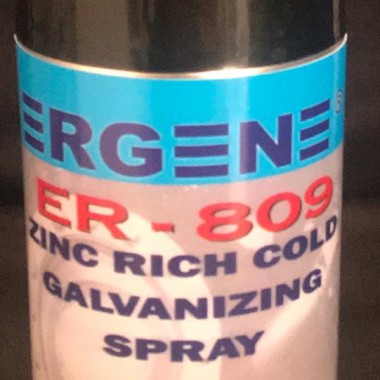 ERGENE®
ER - 809
ZINC RICH COLD
GALVANIZING
SPRAY